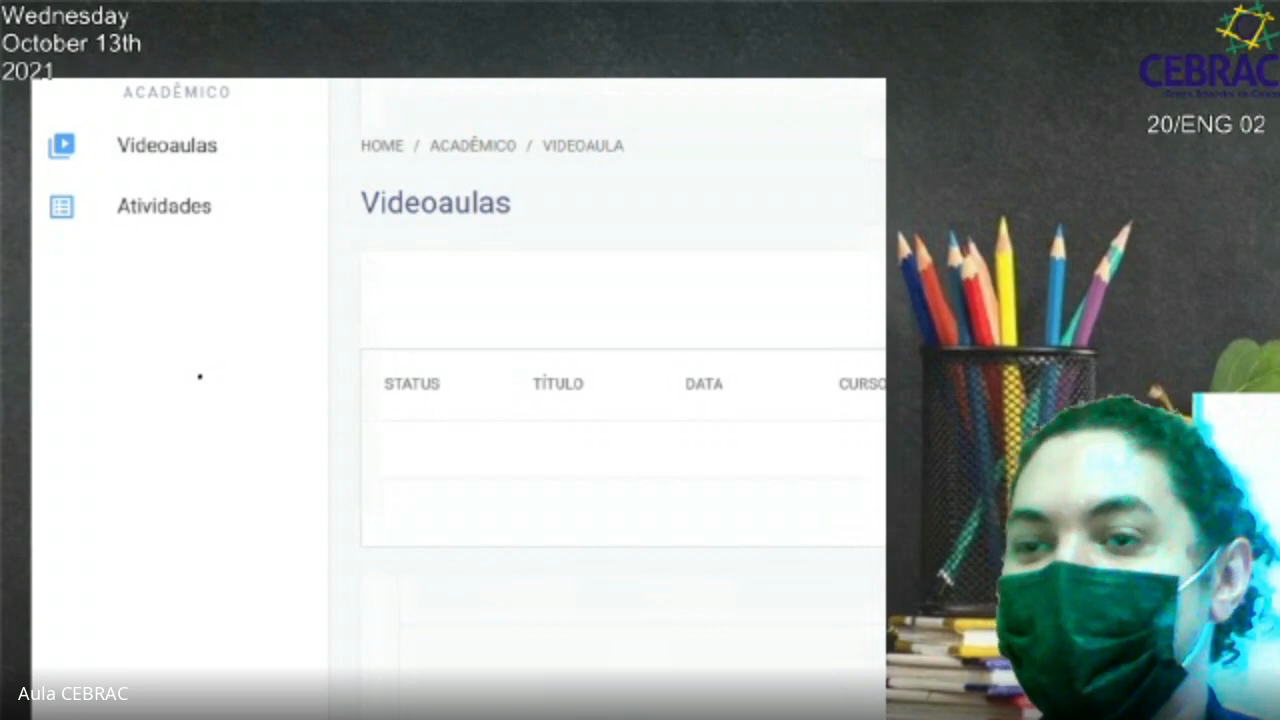 Wednesday
October 13th
2021
CEBRAC
20/ENG 02
ACADÊMICO
Videoaulas
Atividades
HOME / ACADÊMICO / VIDEOAULA
Videoaulas
STATUS TÍTULO DATA CURSO
Aula CEBRAC